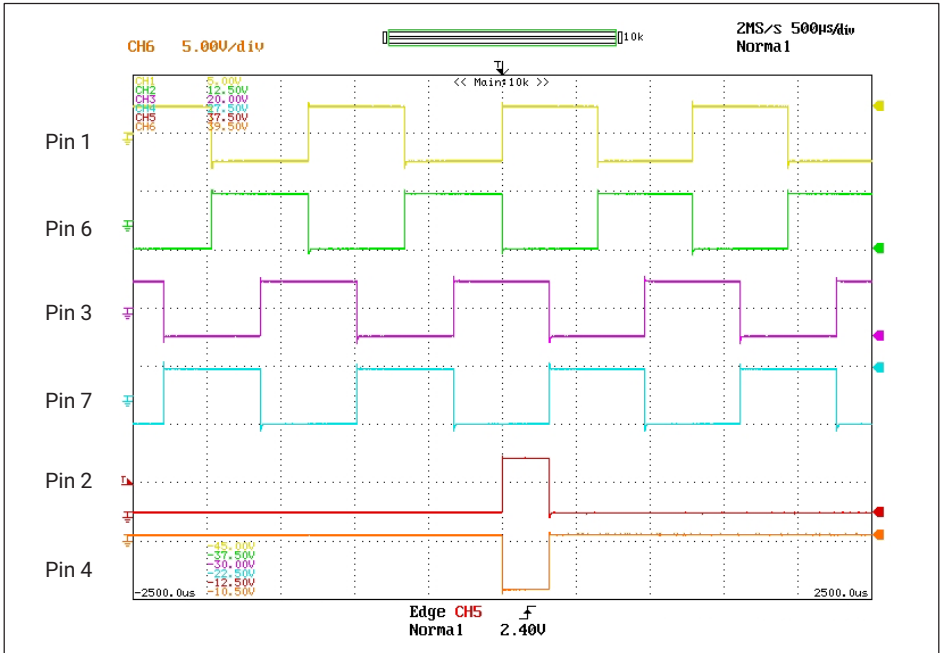 CH6 5.00V/div
10k
2MS/s 500µs/div
Normal
T
<< Main:10k >>
CH1 5.00V
CH2 12.50V
CH3 20.00V
CH4 27.50V
CH5 37.50V
CH6 39.50V
Pin 1
Pin 6
Pin 3
Pin 7
Pin 2
T
Pin 4
-45.00V
-37.50V
-30.00V
-22.50V
-12.50V
-10.50V
-2500.0us
2500.0us
Edge CH5
Normal 2.40V